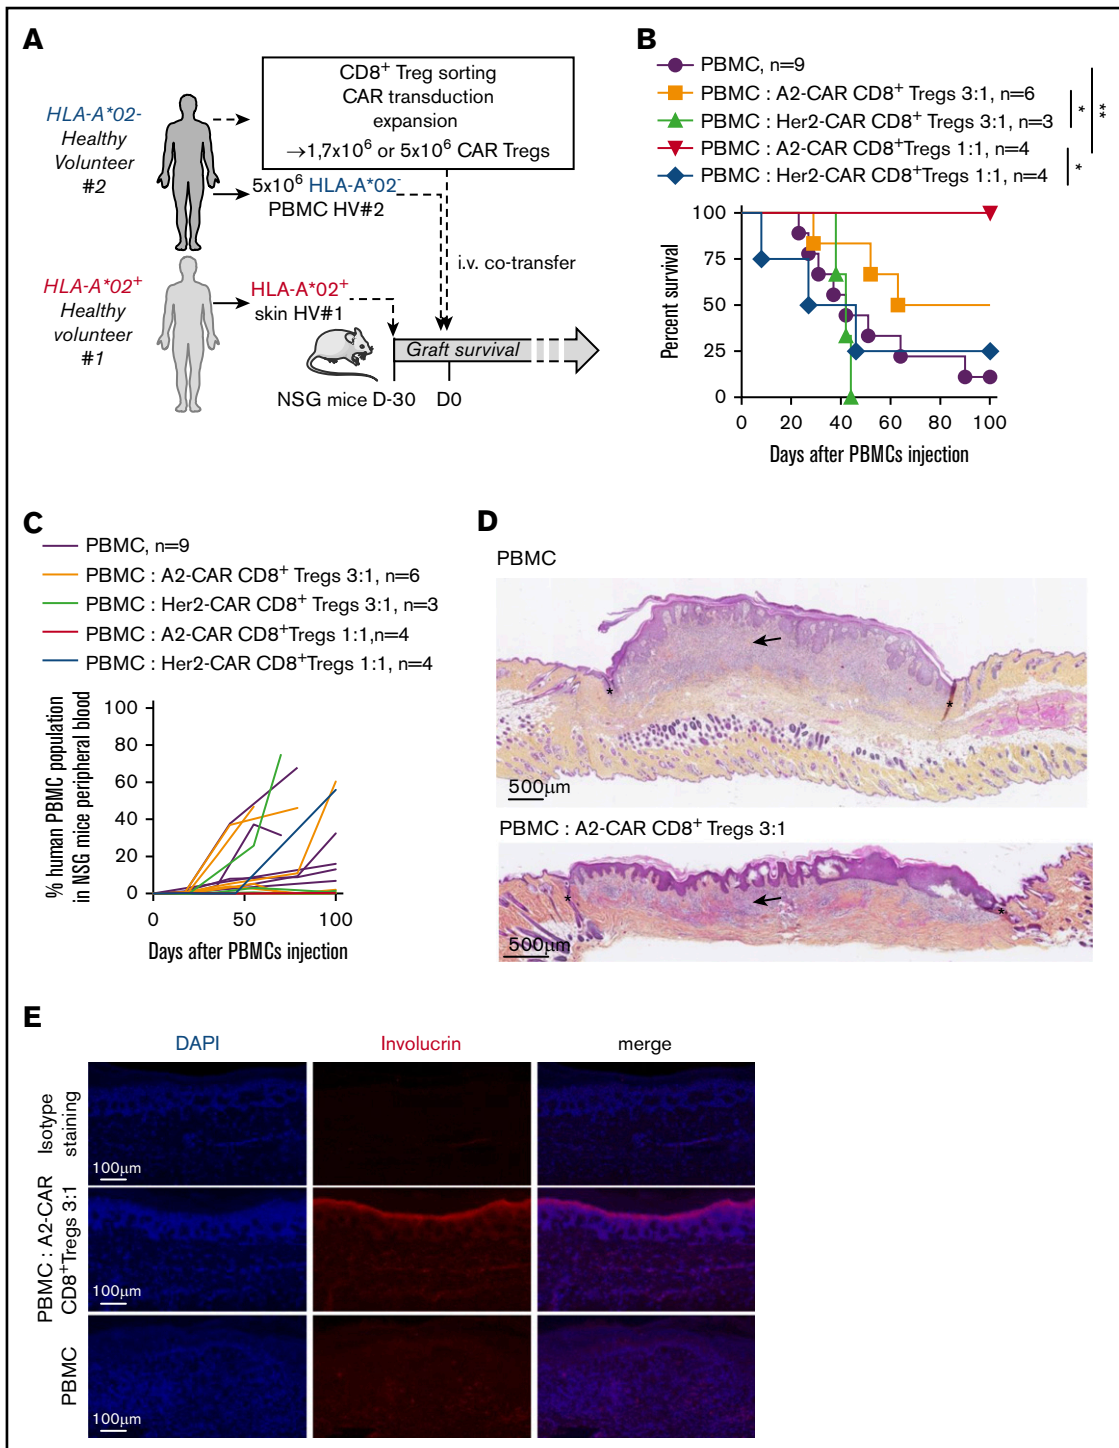 A
HLA-A*02-
Healthy
Volunteer
#2
CD8+ Treg sorting
CAR transduction
expansion
→1,7x10⁶ or 5x10⁶ CAR Tregs
5x10⁶ HLA-A*02⁻
PBMC HV#2
i.v. co-transfer
HLA-A*02+
Healthy
volunteer
#1
HLA-A*02+
skin HV#1
Graft survival
NSG mice D-30 D0
B
PBMC, n=9
PBMC : A2-CAR CD8+ Tregs 3:1, n=6
PBMC : Her2-CAR CD8+ Tregs 3:1, n=3
PBMC : A2-CAR CD8+Tregs 1:1, n=4
PBMC : Her2-CAR CD8+Tregs 1:1, n=4
*
**
*
Percent survival
100
75
50
25
0
0 20 40 60 80 100
Days after PBMCs injection
C
PBMC, n=9
PBMC : A2-CAR CD8+ Tregs 3:1, n=6
PBMC : Her2-CAR CD8+ Tregs 3:1, n=3
PBMC : A2-CAR CD8+Tregs 1:1,n=4
PBMC : Her2-CAR CD8+Tregs 1:1, n=4
% human PBMC population
in NSG mice peripheral blood
100
80
60
40
20
0
0 50 100
Days after PBMCs injection
D
PBMC
*
*
500µm
PBMC : A2-CAR CD8+ Tregs 3:1
*
*
500µm
E
DAPI Involucrin merge
Isotype
staining
100µm
PBMC : A2-CAR
CD8+Tregs 3:1
100µm
PBMC
100µm